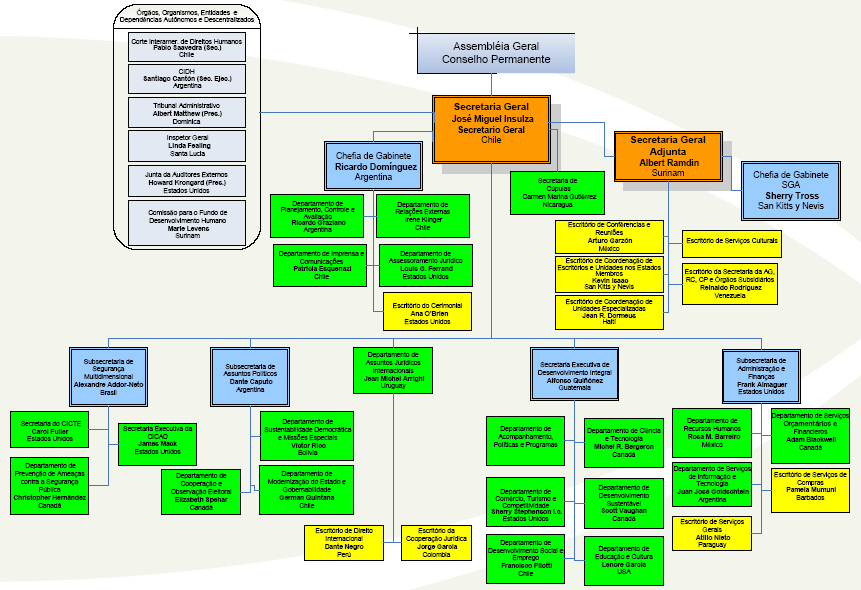 Órgãos, Organismos, Entidades e
Dependências Autônomos e Descentralizados
Corte Interamer. de Direitos Humanos
Pablo Saavedra (Sec.)
Chile
CIDH
Santiago Cantón (Sec. Ejec.)
Argentina
Tribunal Administrativo
Albert Matthew (Pres.)
Dominica
Inspetor Geral
Linda Fealing
Santa Lucia
Junta da Auditores Externos
Howard Krongard (Pres.)
Estados Unidos
Comissão para o Fundo de
Desenvolvimento Humano
Marie Levens
Surinam
Assembléia Geral
Conselho Permanente
Secretaria Geral
José Miguel Insulza
Secretario Geral
Chile
Secretaria Geral
Adjunta
Albert Ramdin
Surinam
Chefia de Gabinete
SGA
Sherry Tross
San Kitts y Nevis
Chefia de Gabinete
Ricardo Domínguez
Argentina
Secretaria de
Cúpulas
Carmen Marina Gutiérrez
Nicaragua
Departamento de
Planejamento, Controle e
Avaliação
Ricardo Graziano
Argentina
Departamento de
Relações Externas
Irene Klinger
Chile
Departamento de Imprensa e
Comunicações
Patricia Esquenazi
Chile
Departamento de
Assessoramento Jurídico
Louis G. Ferrand
Estados Unidos
Escritório do Cerimonial
Ana O'Brien
Estados Unidos
Escritório de Conferências e
Reuniões
Arturo Garzón
México
Escritório de Serviços Culturais
Escritório de Coordenação de
Escritórios e Unidades nos Estados
Membros
Kevin Isaac
San Kitts y Nevis
Escritório da Secretaria da AG,
RC, CP e Órgãos Subsidiários
Reinaldo Rodríguez
Venezuela
Escritório de Coordenação de
Unidades Especializadas
Jean R. Dormeus
Haiti
Subsecretaria de
Segurança
Multidimensional
Alexandre Addor-Neto
Brasil
Subsecretaria de
Assuntos Políticos
Dante Caputo
Argentina
Departamento de
Assuntos Jurídicos
Internacionais
Jean Michel Arrighi
Uruguay
Secretaria Executiva de
Desenvolvimento Integral
Alfonso Quiñónez
Guatemala
Subsecretaria de
Administração e
Finanças
Frank Almaguer
Estados Unidos
Secretaria do CICTE
Carol Fuller
Estados Unidos
Secretaria Executiva da
CICAD
James Mack
Estados Unidos
Departamento de
Prevenção de Ameaças
contra a Segurança
Pública
Christopher Hernández
Canadá
Departamento de
Sustentabilidade Democrática
e Missões Especiais
Victor Rico
Bolivia
Departamento de
Cooperação e
Observação Eleitoral
Elizabeth Spehar
Canadá
Departamento de
Modernização do Estado e
Governabilidade
German Quintana
Chile
Escritório de Direito
Internacional
Dante Negro
Perú
Escritório da
Cooperação Jurídica
Jorge García
Colombia
Departamento de
Acompanhamento,
Políticas e Programas
Departamento de Ciência
e Tecnologia
Michel R. Bergeron
Canadá
Departamento de
Comércio, Turismo e
Competitividade
Sherry Stephenson I.c.
Estados Unidos
Departamento de
Desenvolvimento
Sustentável
Scott Vaughan
Canadá
Departamento de
Desenvolvimento Social e
Emprego
Francisco Pilotti
Chile
Departamento de
Educação e Cultura
Lenore Garcia
USA
Departamento de
Recursos Humanos
Rosa M. Barreiro
México
Departamento de Serviços
Orçamentários e
Financeiros
Adam Blackwell
Canadá
Departamento de Serviços
de Informação e
Tecnologia
Juan José Goldschtein
Argentina
Escritório de Serviços de
Compras
Pamela Mumuni
Barbados
Escritório de Serviços
Gerais
Atilio Nieto
Paraguay